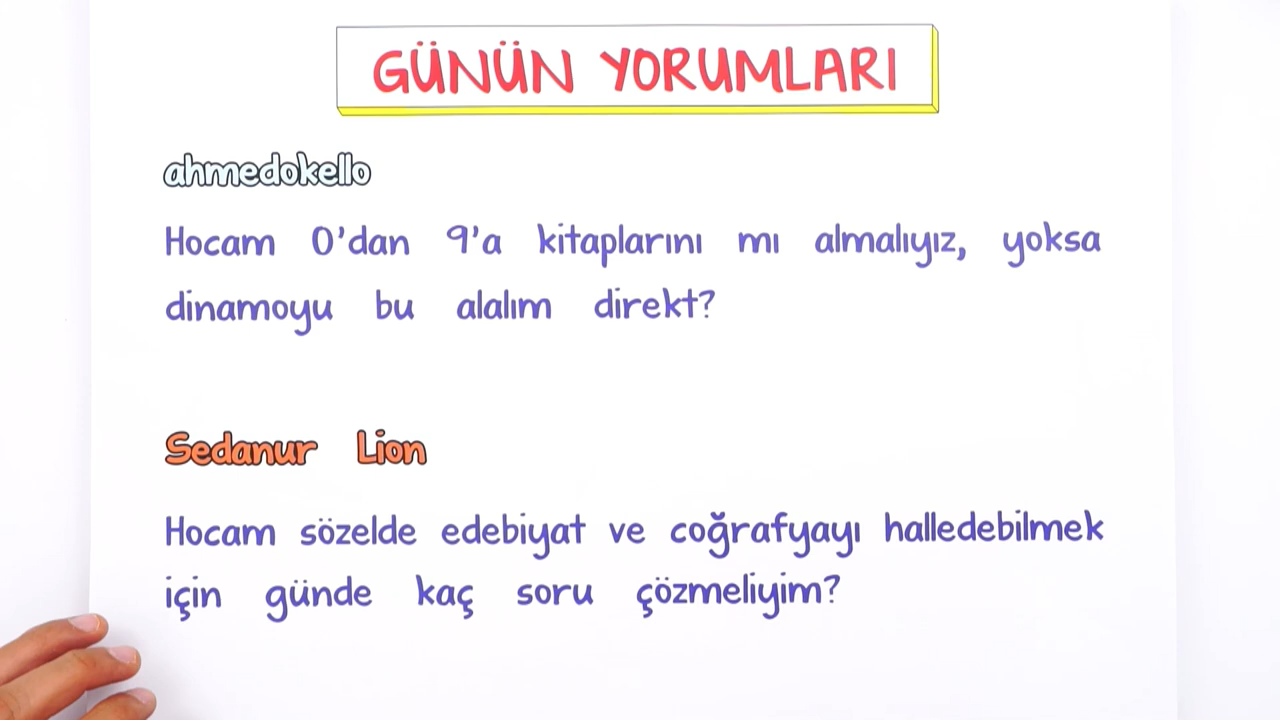 GÜNÜN YORUMLARI
ahmedokello
Hocam 0'dan 9'a kitaplarını mı almalıyız, yoksa
dinamoyu bu alalım direkt?
Sedanur Lion
Hocam sözelde edebiyat ve coğrafyayı halledebilmek
için günde kaç soru çözmeliyim?